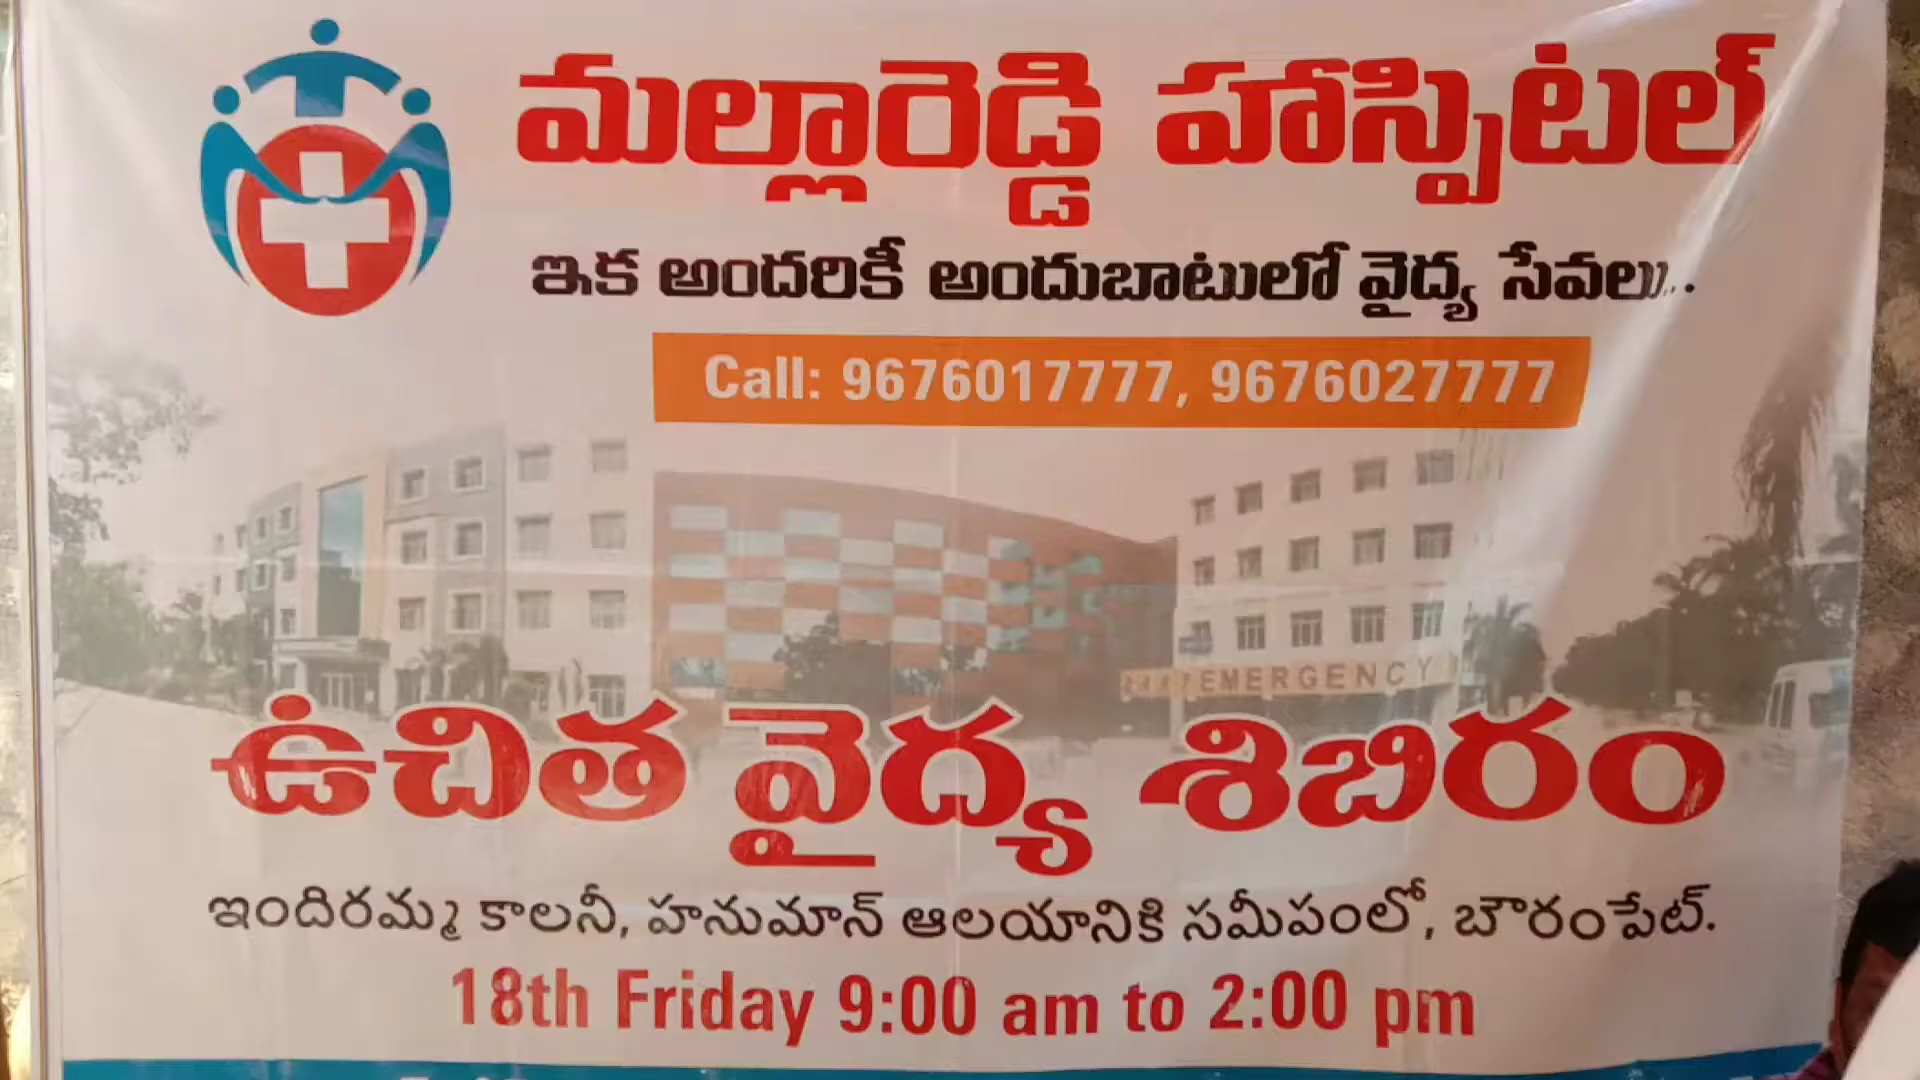 మల్లారెడ్డి హాస్పిటల్
ఇక అందరికీ అందుబాటులో వైద్య సేవలు..
Call: 9676017777, 9676027777
EMERGENCY
ఉచిత వైద్య శిబిరం
ఇందిరమ్మ కాలనీ, హనుమాన్ ఆలయానికి సమీపంలో, బౌరంపేట్.
18th Friday 9:00 am to 2:00 pm